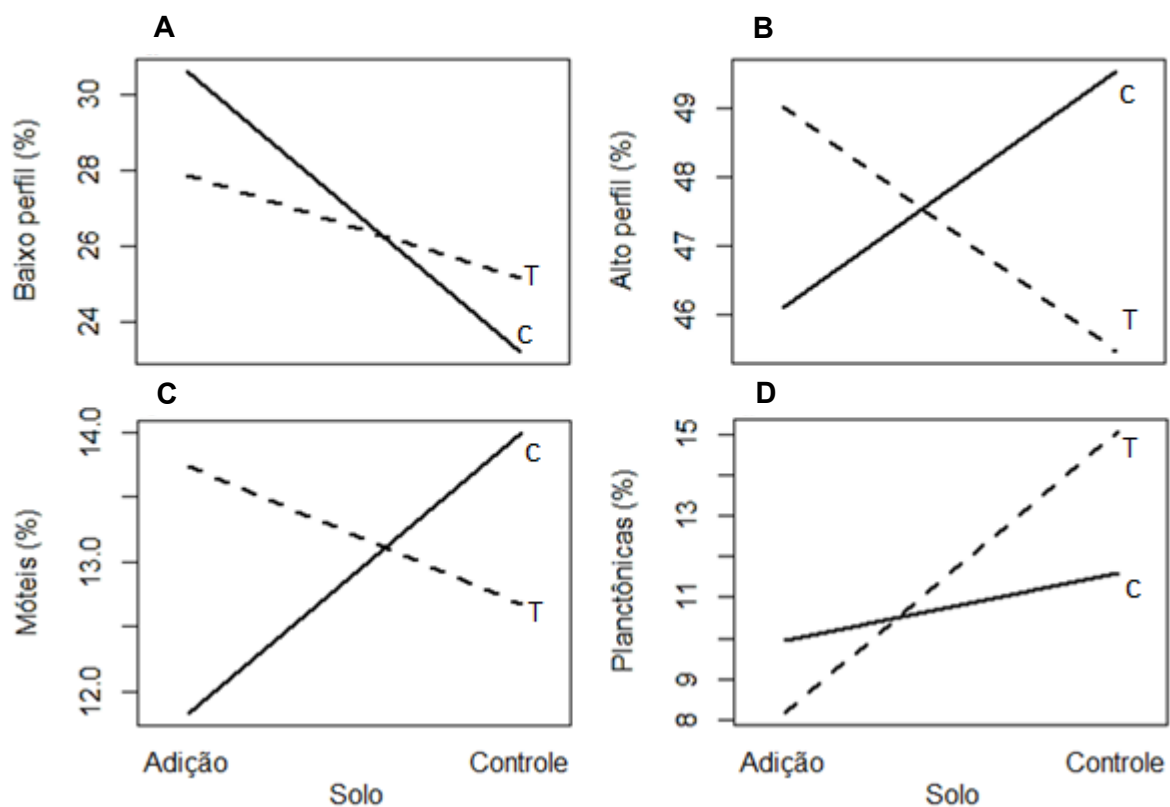 A
B
Baixo perfil (%)
30
28
26
24
T
C
Alto perfil (%)
49
48
47
46
C
T
C
D
Móteis (%)
14.0
13.0
12.0
C
T
Planctônicas (%)
15
13
11
9
8
T
C
Adição Controle
Solo
Adição Controle
Solo